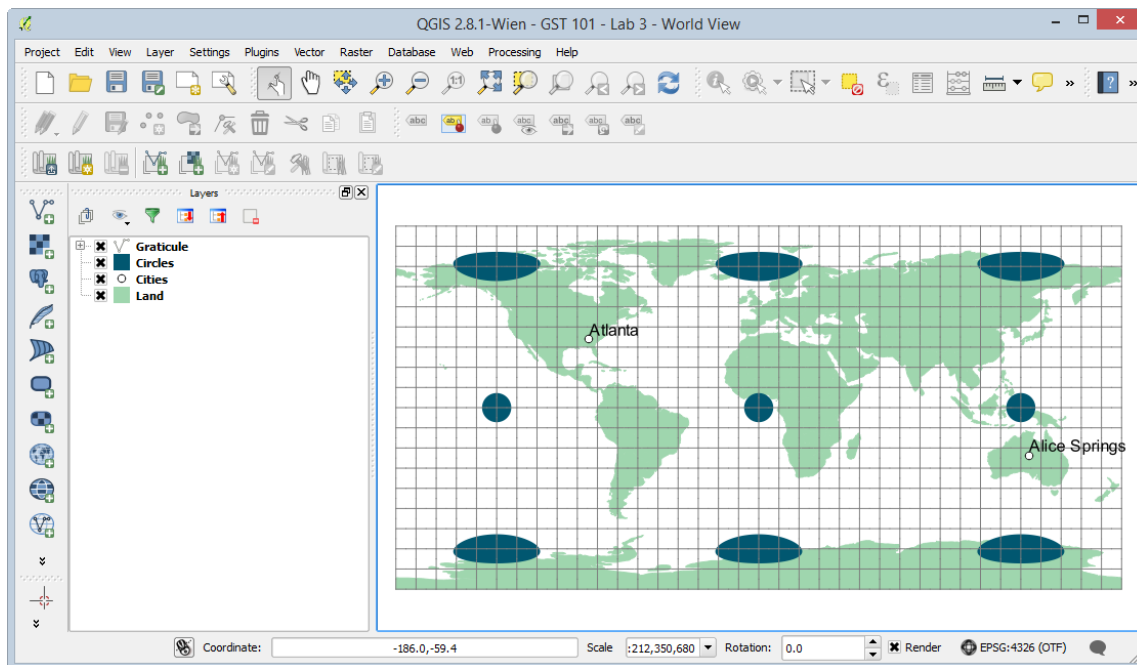 QGIS 2.8.1-Wien - GST 101 - Lab 3 - World View
Project Edit View Layer Settings Plugins Vector Raster Database Web Processing Help
Layers
Graticule
Circles
Cities
Land
Atlanta
Alice Springs
Coordinate: -186.0,-59.4 Scale :212,350,680 Rotation: 0.0 Render EPSG:4326 (OTF)